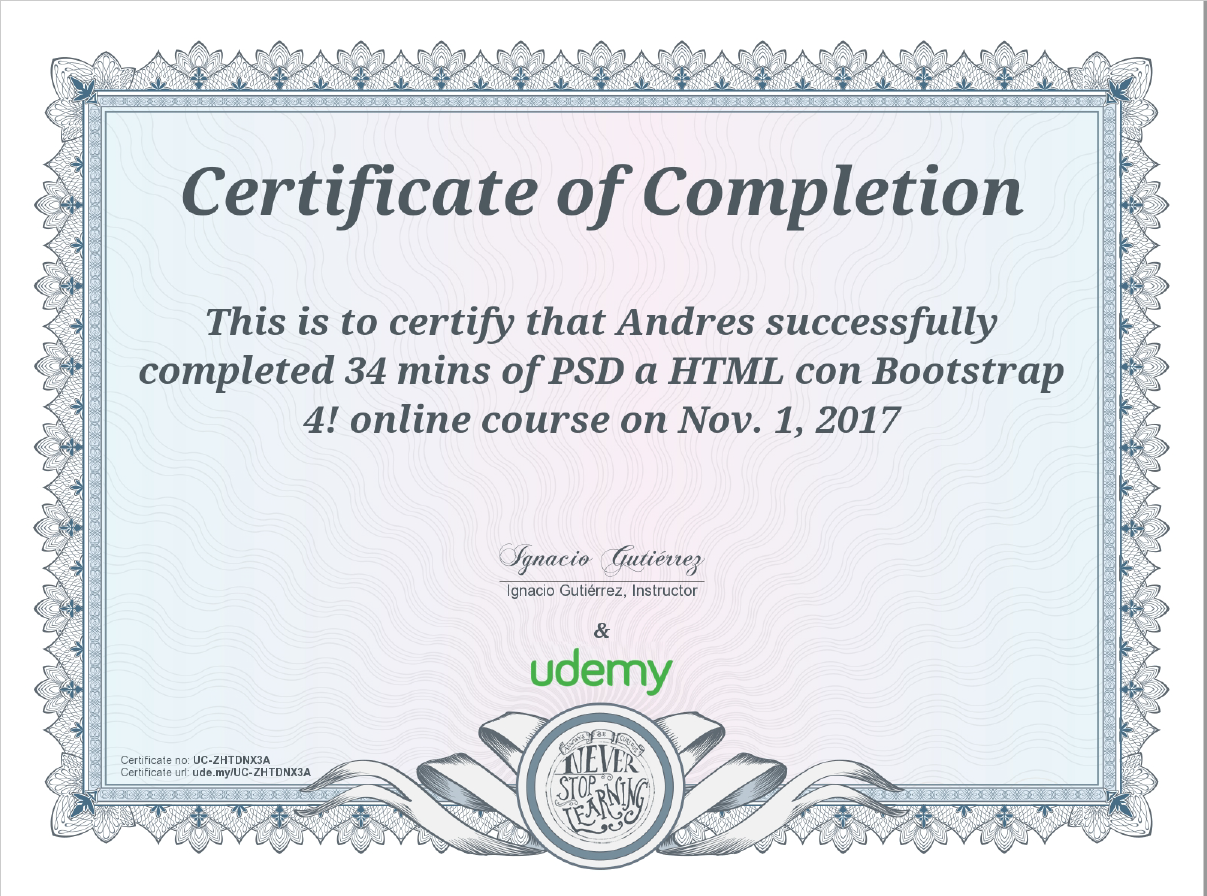 Certificate of Completion
This is to certify that Andres successfully
completed 34 mins of PSD a HTML con Bootstrap
4! online course on Nov. 1, 2017
Ignacio Gutiérrez
Ignacio Gutiérrez, Instructor
&
udemy
Certificate no: UC-ZHTDNX3A
Certificate url: ude.my/UC-ZHTDNX3A
NEVER
STOP
LEARNING